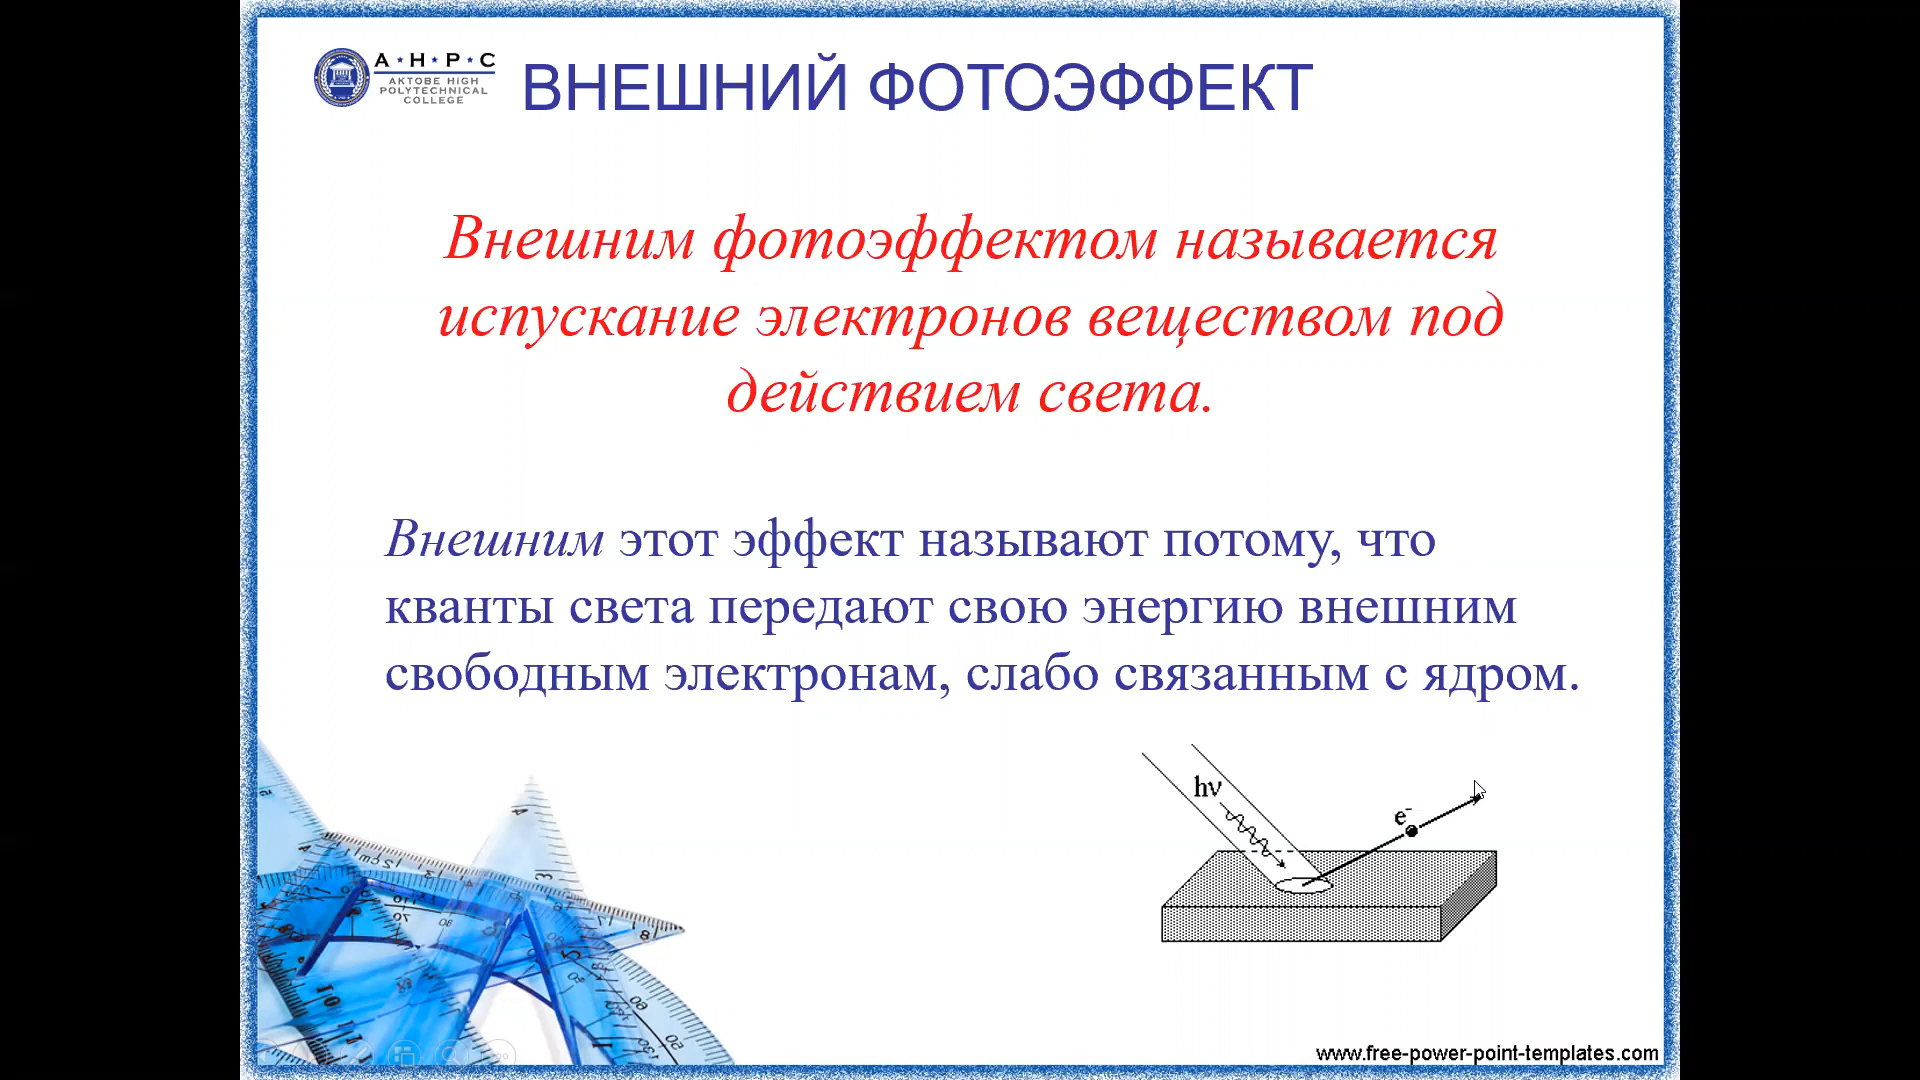 A★H★P★C
AKTOBE HIGH
POLYTECHNICAL
COLLEGE
ВНЕШНИЙ ФОТОЭФФЕКТ
Внешним фотоэффектом называется
испускание электронов веществом под
действием света.
Внешним этот эффект называют потому, что
кванты света передают свою энергию внешним
свободным электронам, слабо связанным с ядром.
hν
e⁻
www.free-power-point-templates.com